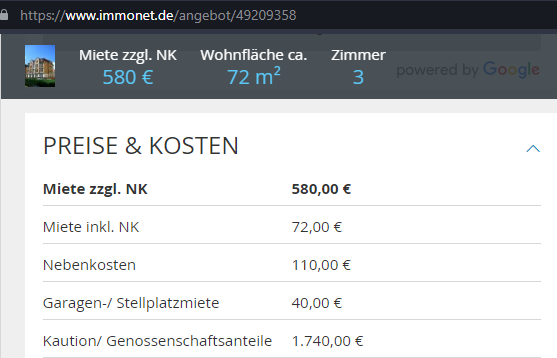 https://www.immonet.de/angebot/49209358
Miete zzgl. NK Wohnfläche ca. Zimmer
580 € 72 m² 3
powered by Google
PREISE & KOSTEN
Miete zzgl. NK 580,00 €
Miete inkl. NK 72,00 €
Nebenkosten 110,00 €
Garagen-/ Stellplatzmiete 40,00 €
Kaution/ Genossenschaftsanteile 1.740,00 €